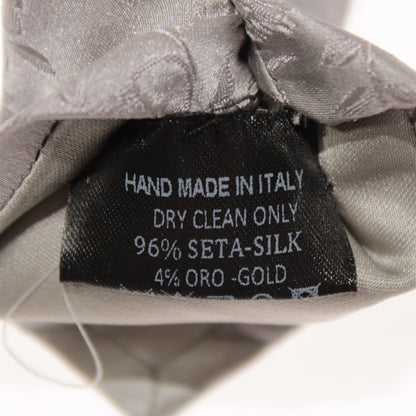 HAND MADE IN ITALY
DRY CLEAN ONLY
96% SETA-SILK
4% ORO -GOLD